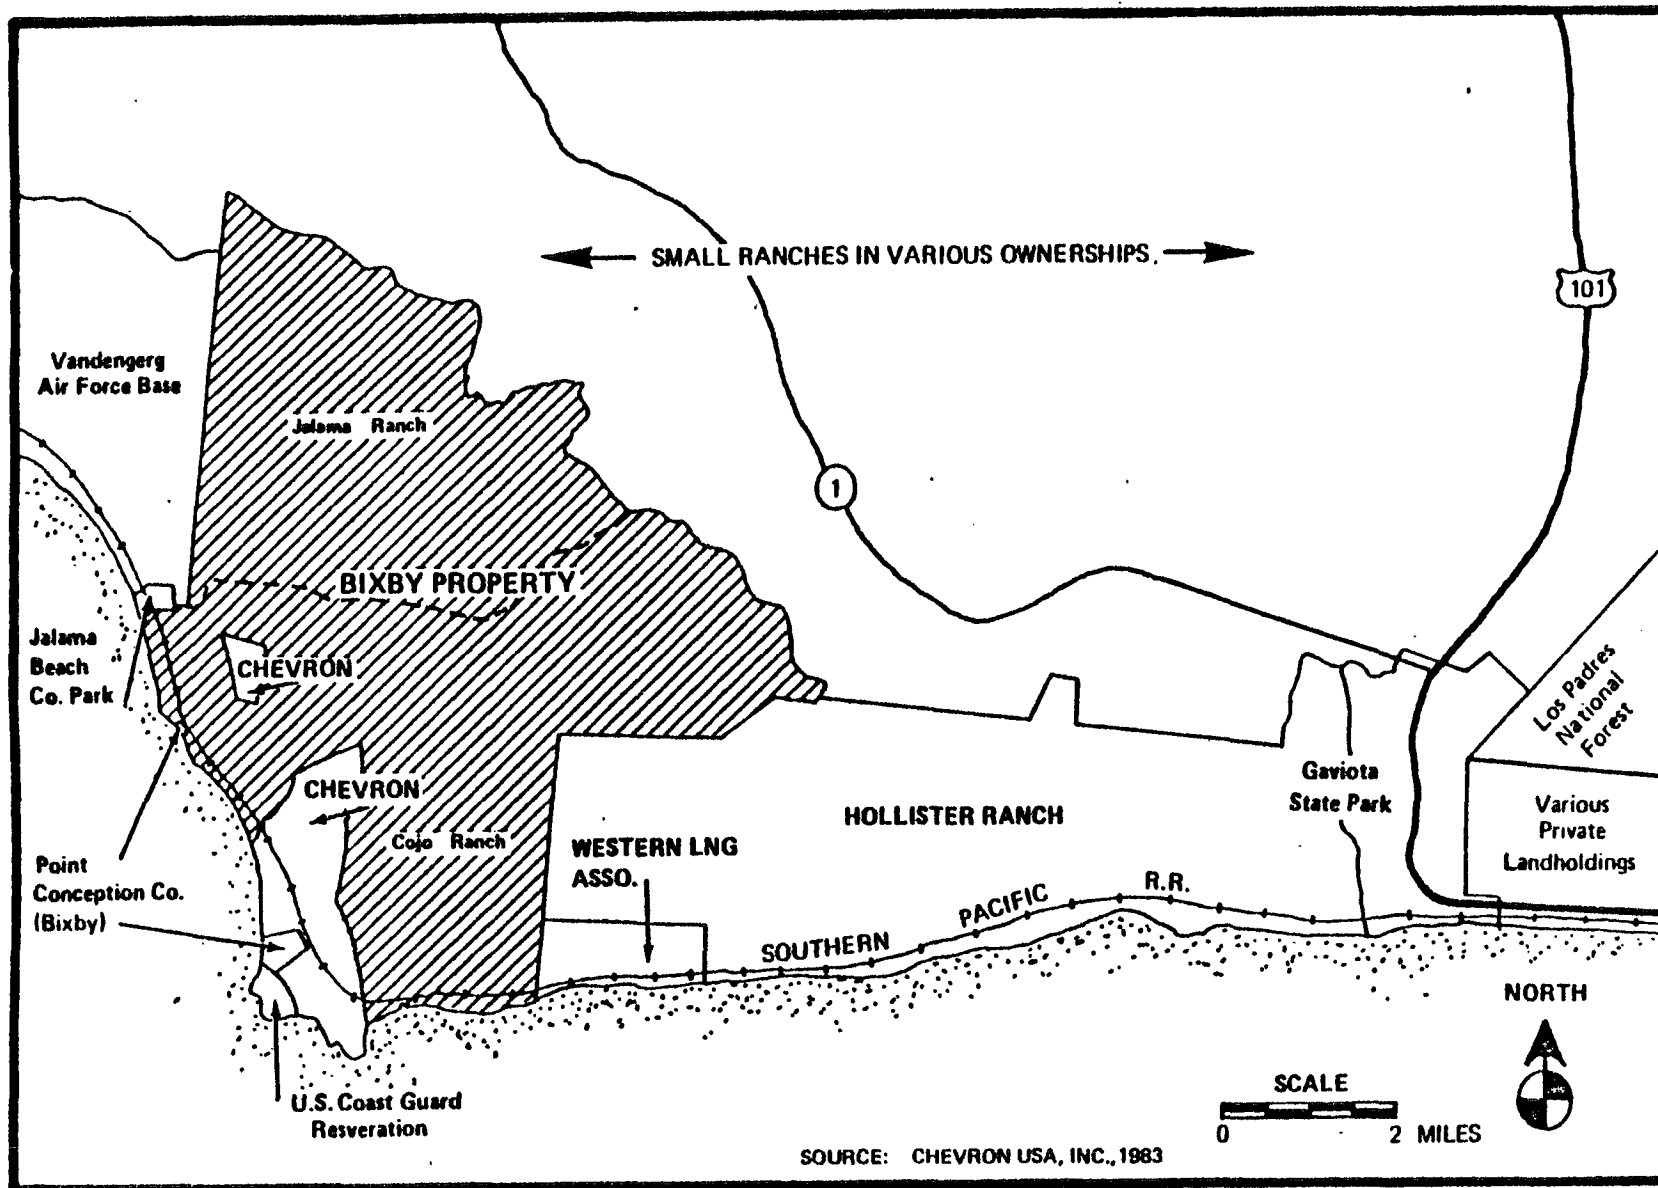 SMALL RANCHES IN VARIOUS OWNERSHIPS.
101
Vandengerg
Air Force Base
Jalama Ranch
1
BIXBY PROPERTY
Jalama
Beach
Co. Park
CHEVRON
Los Padres
National
Forest
CHEVRON
Gaviota
State Park
HOLLISTER RANCH
Various
Private
Landholdings
Cojo Ranch
WESTERN LNG
ASSO.
Point
Conception Co.
(Bixby)
SOUTHERN PACIFIC R.R.
NORTH
U.S. Coast Guard
Resveration
SCALE
0 2 MILES
SOURCE: CHEVRON USA, INC., 1983